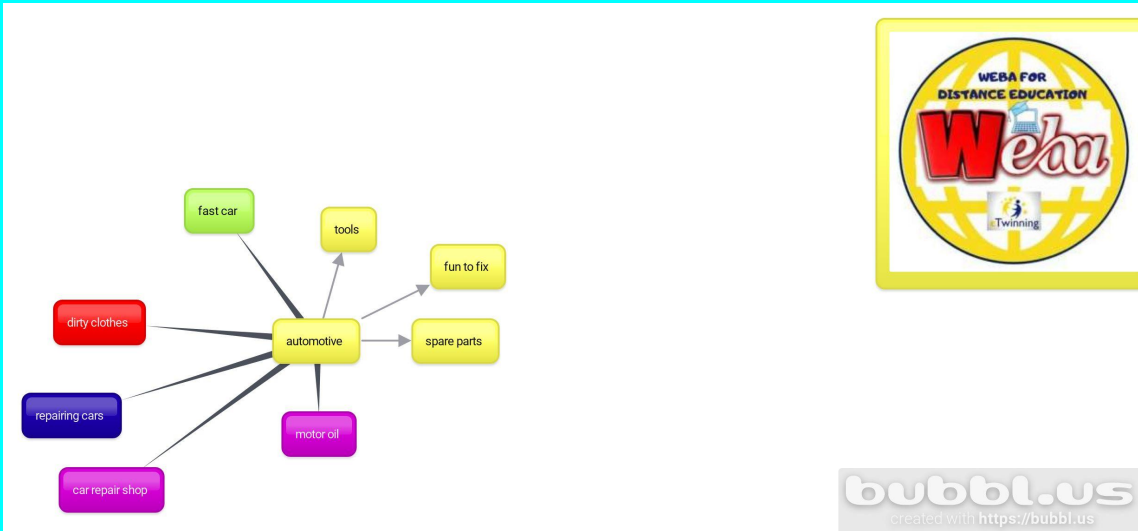 WEBA FOR
DISTANCE EDUCATION
Weba
eTwinning
fast car
tools
fun to fix
dirty clothes
automotive
spare parts
repairing cars
motor oil
car repair shop
bubbl.us
created with https://bubbl.us